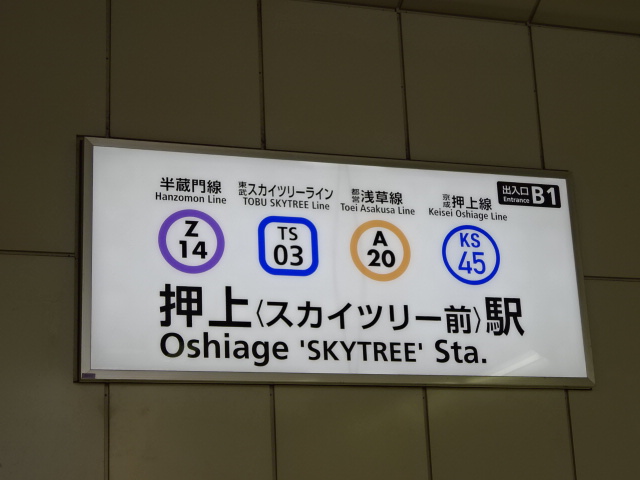 半蔵門線
Hanzomon Line
Z
14
東武スカイツリーライン
TOBU SKYTREE Line
TS
03
都営浅草線
Toei Asakusa Line
A
20
京成押上線
Keisei Oshiage Line
KS
45
出入口
Entrance
B1
押上〈スカイツリー前〉駅
Oshiage 'SKYTREE' Sta.